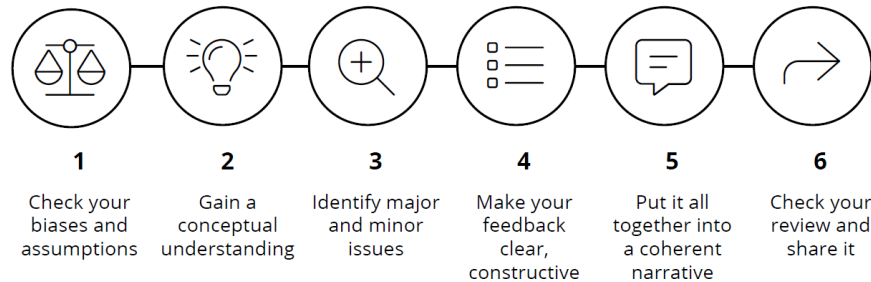 1
Check your
biases and
assumptions
2
Gain a
conceptual
understanding
3
Identify major
and minor
issues
4
Make your
feedback
clear,
constructive
5
Put it all
together into
a coherent
narrative
6
Check your
review and
share it